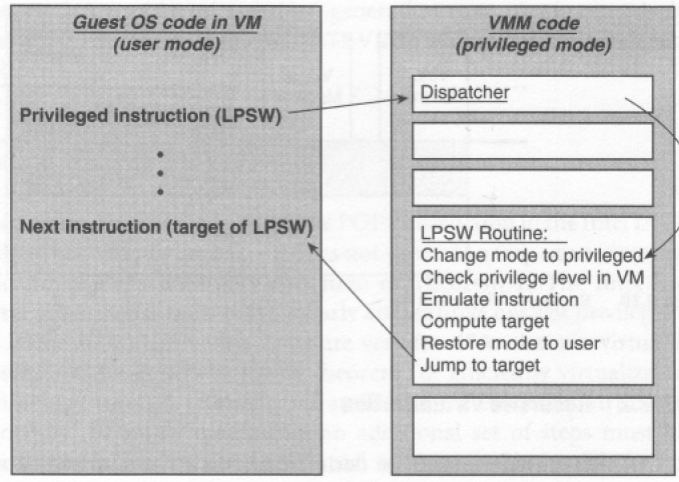 Guest OS code in VM
(user mode)
Privileged instruction (LPSW)
Next instruction (target of LPSW)
VMM code
(privileged mode)
Dispatcher
LPSW Routine:
Change mode to privileged
Check privilege level in VM
Emulate instruction
Compute target
Restore mode to user
Jump to target